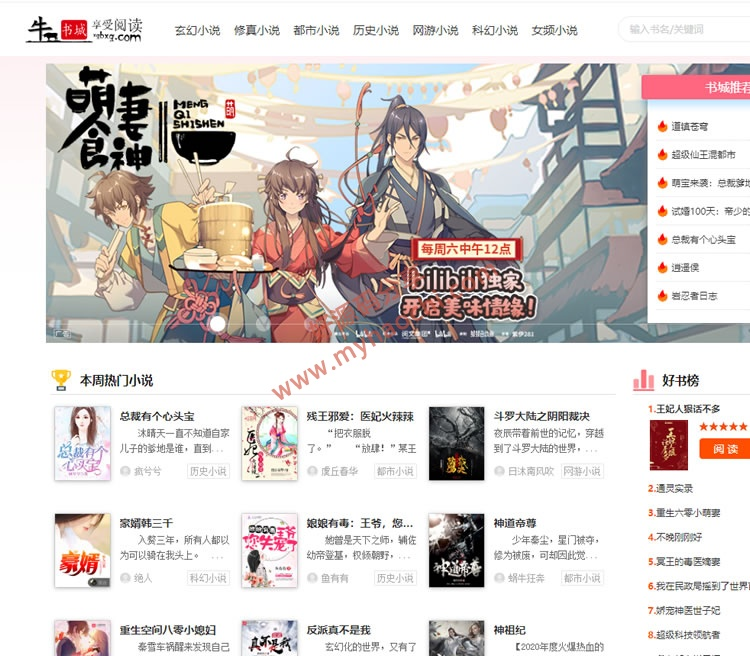 牛 书城 享受阅读
.com
玄幻小说 修真小说 都市小说 历史小说 网游小说 科幻小说 女频小说
输入书名/关键词
萌妻食神
MENG QI SHISHEN
萌
每周六中午12点
bilibili独家
开启美味情缘！
广告
www.my
书城推荐
逍镇苍穹
超级仙王混都市
萌宝来袭：总裁爹地
试婚100天：帝少的
总裁有个心头宝
逍遥侯
岩忍者日志
本周热门小说
总裁有个心头宝
沐晴天一直不知道自家
儿子的爹地是谁，直到...
疯兮兮 历史小说
残王邪爱：医妃火辣辣
“把衣服脱
了。” “放肆！”某王
虞丘春华 都市小说
斗罗大陆之阴阳裁决
夜辰带着前世的记忆，穿越
到了斗罗大陆的世界，...
日沐南风吹 网游小说
家婿韩三千
入赘三年，所有人都以
为可以骑在我头上。 ...
绝人 科幻小说
豪婿
娘娘有毒：王爷，您...
她曾是天下之师，辅佐
幼帝登基，权倾朝野，...
鱼有有 历史小说
神道帝尊
少年秦尘，星门被夺，
修为被废，可却因此觉...
蜗牛狂奔 都市小说
重生空间八零小媳妇
秦雪车祸醒来发现自己
反派真不是我
玄幻化的世界，又有了
神祖纪
【2020年度火爆热血的
好书榜
1.王妃人狠话不多
阅 读
2.通灵实录
3.重生六零小萌妻
4.不晚刚刚好
5.冥王的毒医嫡妻
6.我在民政局摇到了世界
7.娇宠神医世子妃
8.超级科技领航者